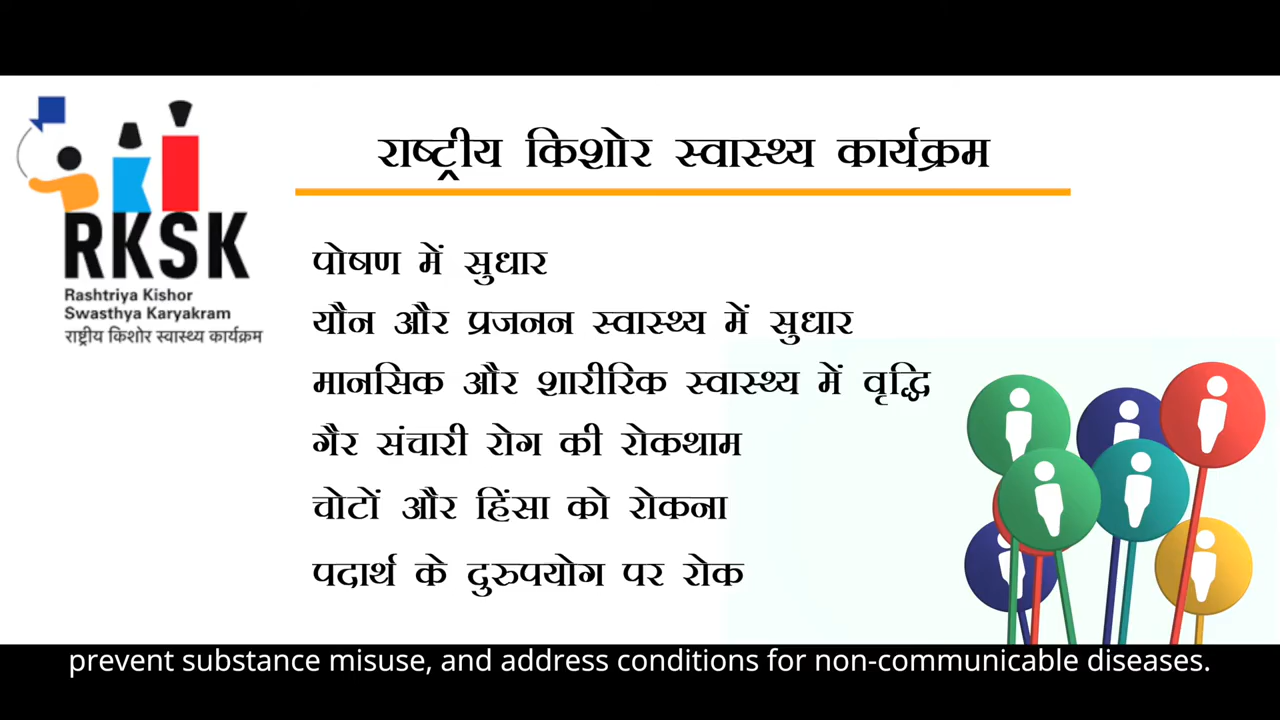 राष्ट्रीय किशोर स्वास्थ्य कार्यक्रम
RKSK
Rashtriya Kishor
Swasthya Karyakram
राष्ट्रीय किशोर स्वास्थ्य कार्यक्रम
पोषण में सुधार
यौन और प्रजनन स्वास्थ्य में सुधार
मानसिक और शारीरिक स्वास्थ्य में वृद्धि
गैर संचारी रोग की रोकथाम
चोटों और हिंसा को रोकना
पदार्थ के दुरुपयोग पर रोक
prevent substance misuse, and address conditions for non-communicable diseases.